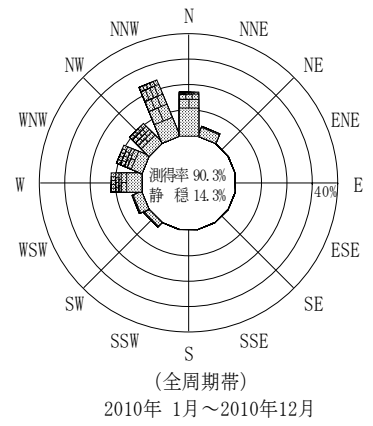 N
NNW
NNE
NW
NE
WNW
ENE
測得率 90.3%
W
40%
E
静 穏 14.3%
WSW
ESE
SW
SE
SSW
SSE
S
(全周期帯)
2010年 1月～2010年12月